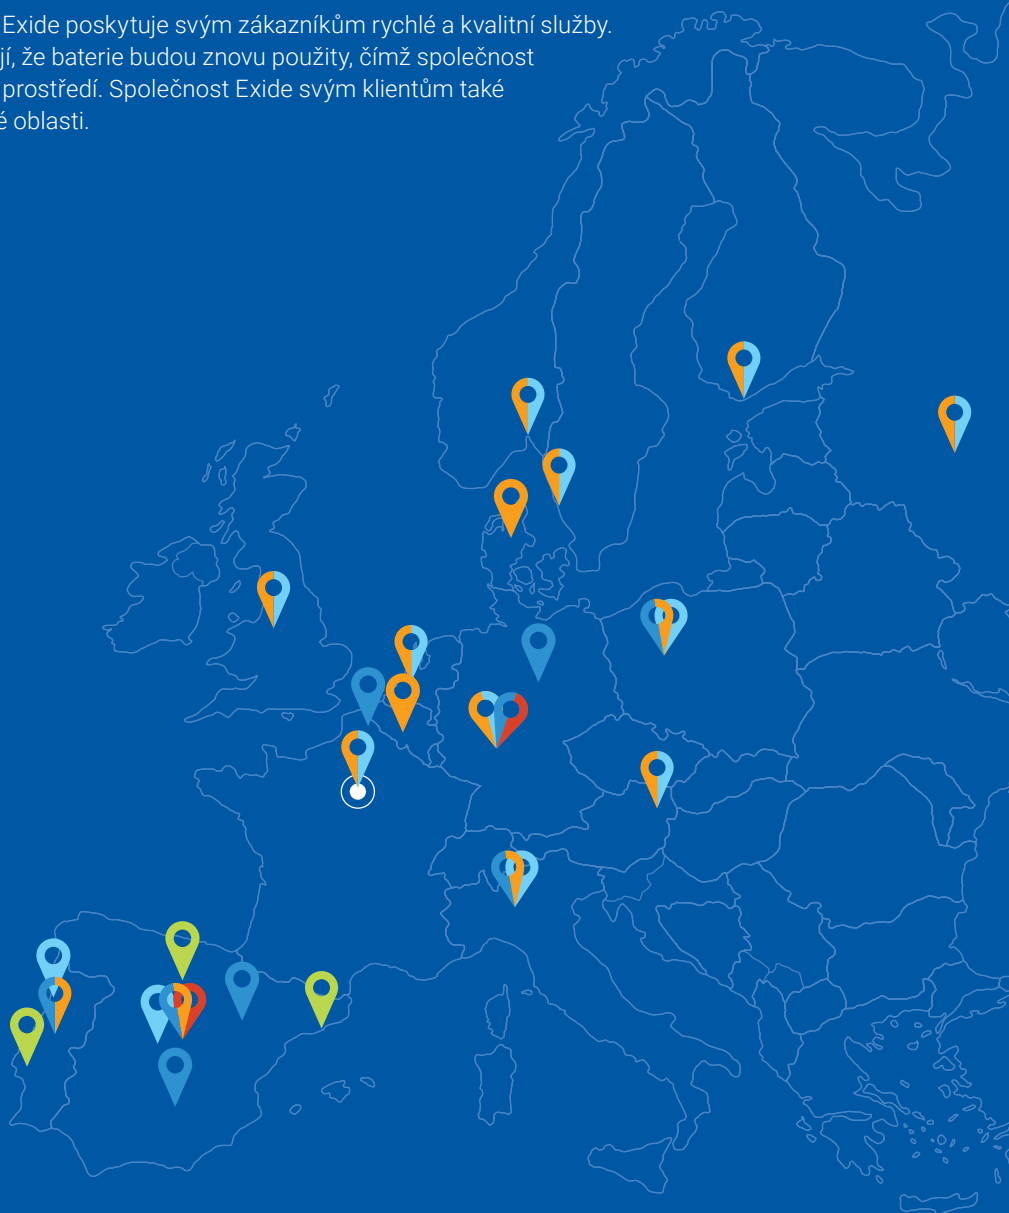 Exide poskytuje svým zákazníkům rychlé a kvalitní služby.
jí, že baterie budou znovu použity, čímž společnost
prostředí. Společnost Exide svým klientům také
é oblasti.